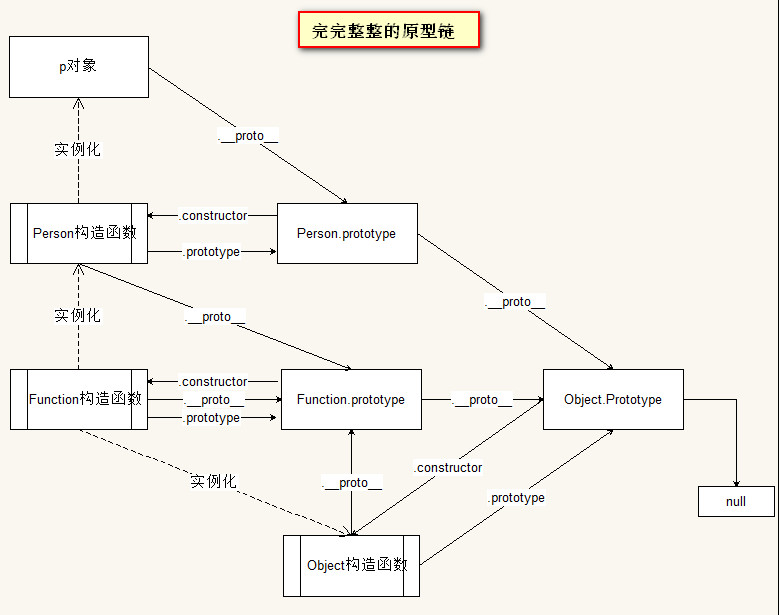 完完整整的原型链
p对象
.__proto__
实例化
Person构造函数
.constructor
.prototype
Person.prototype
实例化
.__proto__
.__proto__
Function构造函数
.constructor
.__proto__
.prototype
Function.prototype
.__proto__
Object.Prototype
实例化
.__proto__
.constructor
.prototype
null
Object构造函数